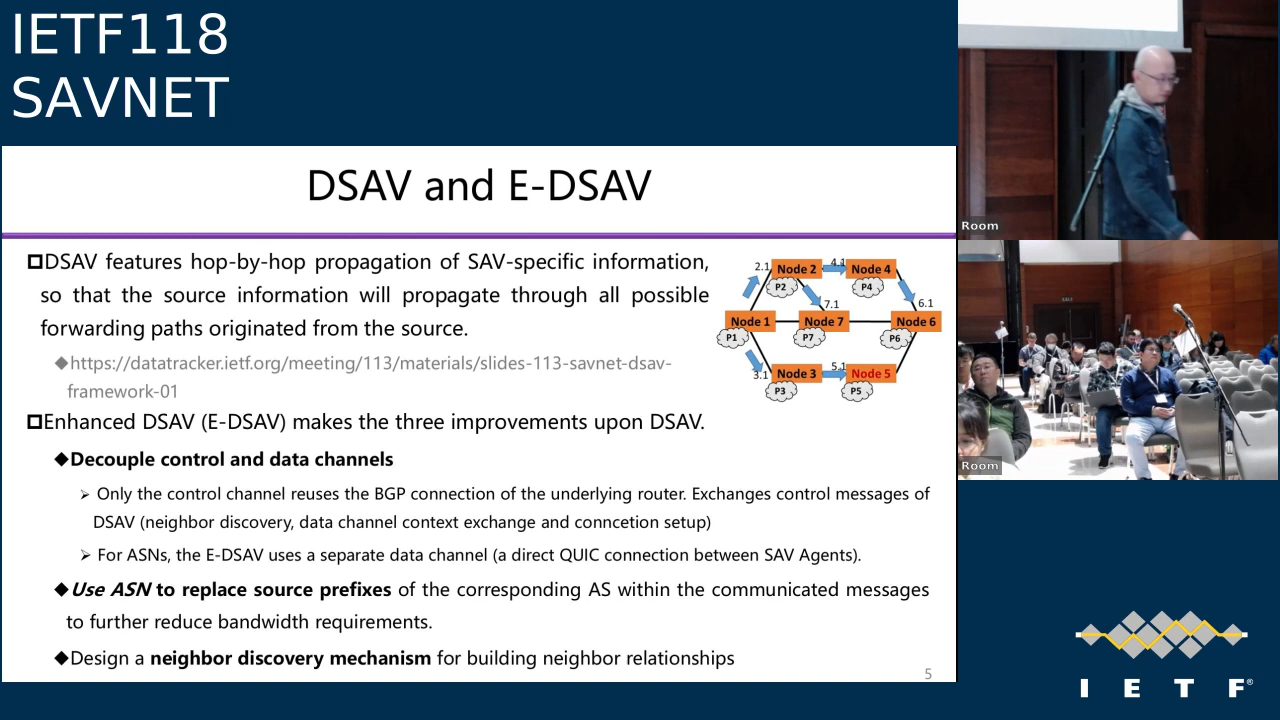 IETF118
SAVNET
DSAV and E-DSAV
DSAV features hop-by-hop propagation of SAV-specific information,
so that the source information will propagate through all possible
forwarding paths originated from the source.
◆https://datatracker.ietf.org/meeting/113/materials/slides-113-savnet-dsav-
framework-01
Enhanced DSAV (E-DSAV) makes the three improvements upon DSAV.
◆Decouple control and data channels
➢ Only the control channel reuses the BGP connection of the underlying router. Exchanges control messages of
DSAV (neighbor discovery, data channel context exchange and conncetion setup)
➢ For ASNs, the E-DSAV uses a separate data channel (a direct QUIC connection between SAV Agents).
◆Use ASN to replace source prefixes of the corresponding AS within the communicated messages
to further reduce bandwidth requirements.
◆Design a neighbor discovery mechanism for building neighbor relationships
5
2.1 Node 2 4.1 Node 4
P2 P4
7.1 6.1
Node 1 Node 7 Node 6
P1 P7 P6
3.1 Node 3 5.1 Node 5
P3 P5
Room
Room
I E T F®